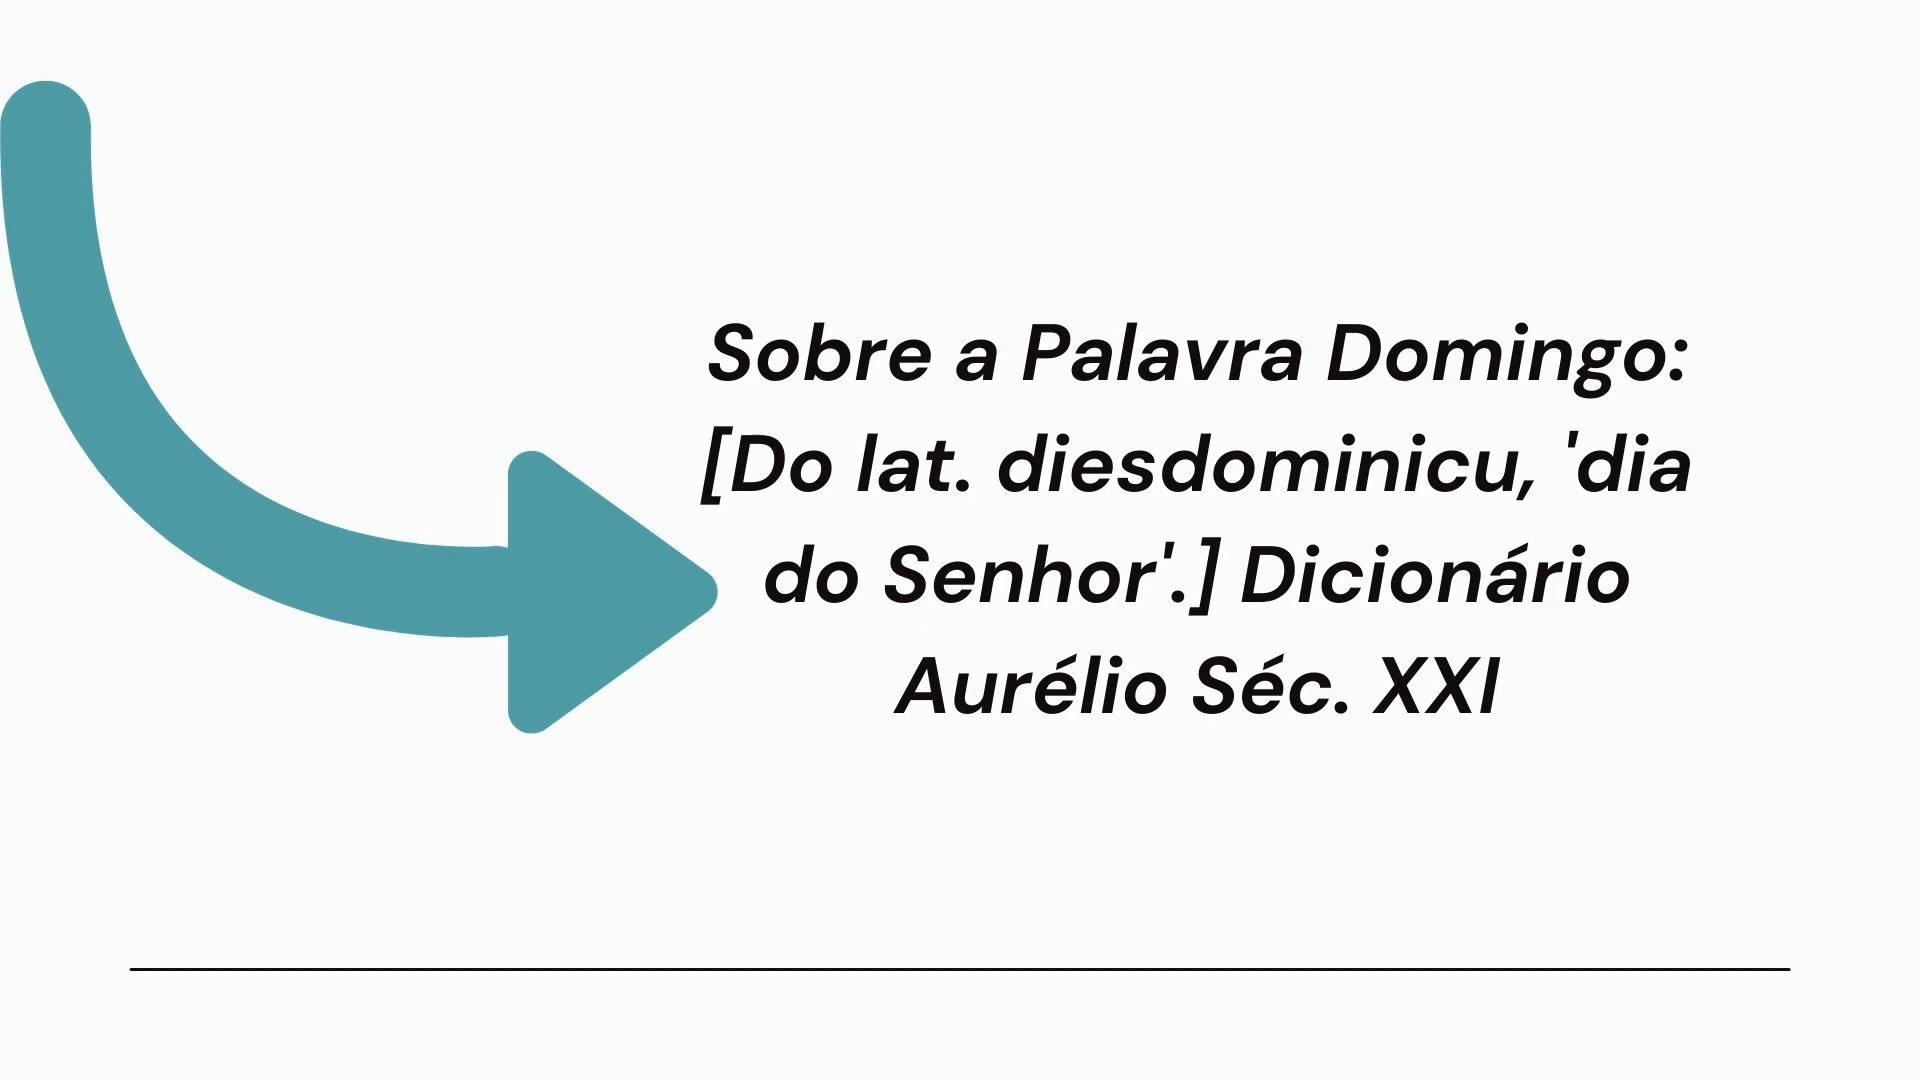 Sobre a Palavra Domingo:
[Do lat. diesdominicu, 'dia
do Senhor'.] Dicionário
Aurélio Séc. XXI